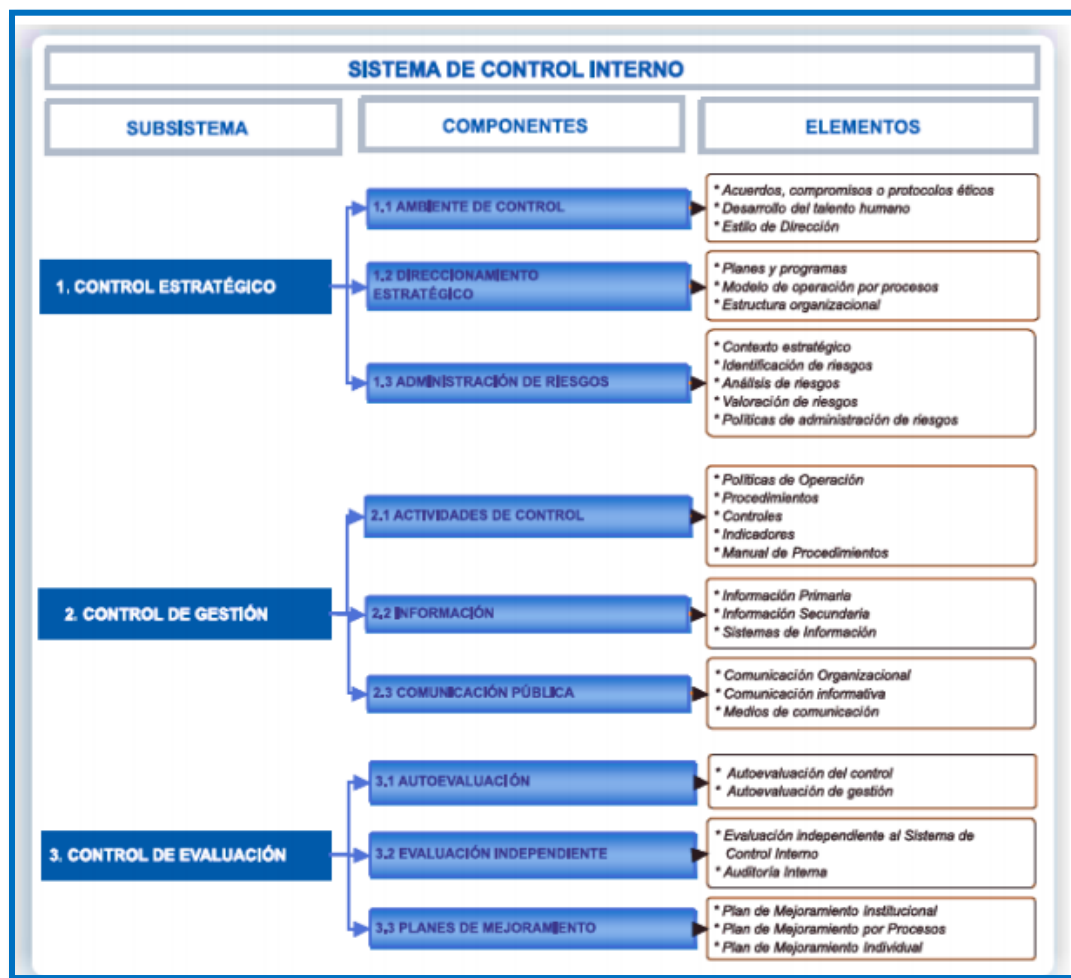 SISTEMA DE CONTROL INTERNO
SUBSISTEMA
COMPONENTES
ELEMENTOS
1. CONTROL ESTRATÉGICO
1.1 AMBIENTE DE CONTROL
* Acuerdos, compromisos o protocolos éticos
* Desarrollo del talento humano
* Estilo de Dirección
1.2 DIRECCIONAMIENTO
ESTRATÉGICO
* Planes y programas
* Modelo de operación por procesos
* Estructura organizacional
1.3 ADMINISTRACIÓN DE RIESGOS
* Contexto estratégico
* Identificación de riesgos
* Análisis de riesgos
* Valoración de riesgos
* Políticas de administración de riesgos
2. CONTROL DE GESTIÓN
2.1 ACTIVIDADES DE CONTROL
* Políticas de Operación
* Procedimientos
* Controles
* Indicadores
* Manual de Procedimientos
2.2 INFORMACIÓN
* Información Primaria
* Información Secundaria
* Sistemas de Información
2.3 COMUNICACIÓN PÚBLICA
* Comunicación Organizacional
* Comunicación informativa
* Medios de comunicación
3. CONTROL DE EVALUACIÓN
3.1 AUTOEVALUACIÓN
* Autoevaluación del control
* Autoevaluación de gestión
3.2 EVALUACIÓN INDEPENDIENTE
* Evaluación independiente al Sistema de
Control Interno
* Auditoría Interna
3.3 PLANES DE MEJORAMIENTO
* Plan de Mejoramiento Institucional
* Plan de Mejoramiento por Procesos
* Plan de Mejoramiento Individual